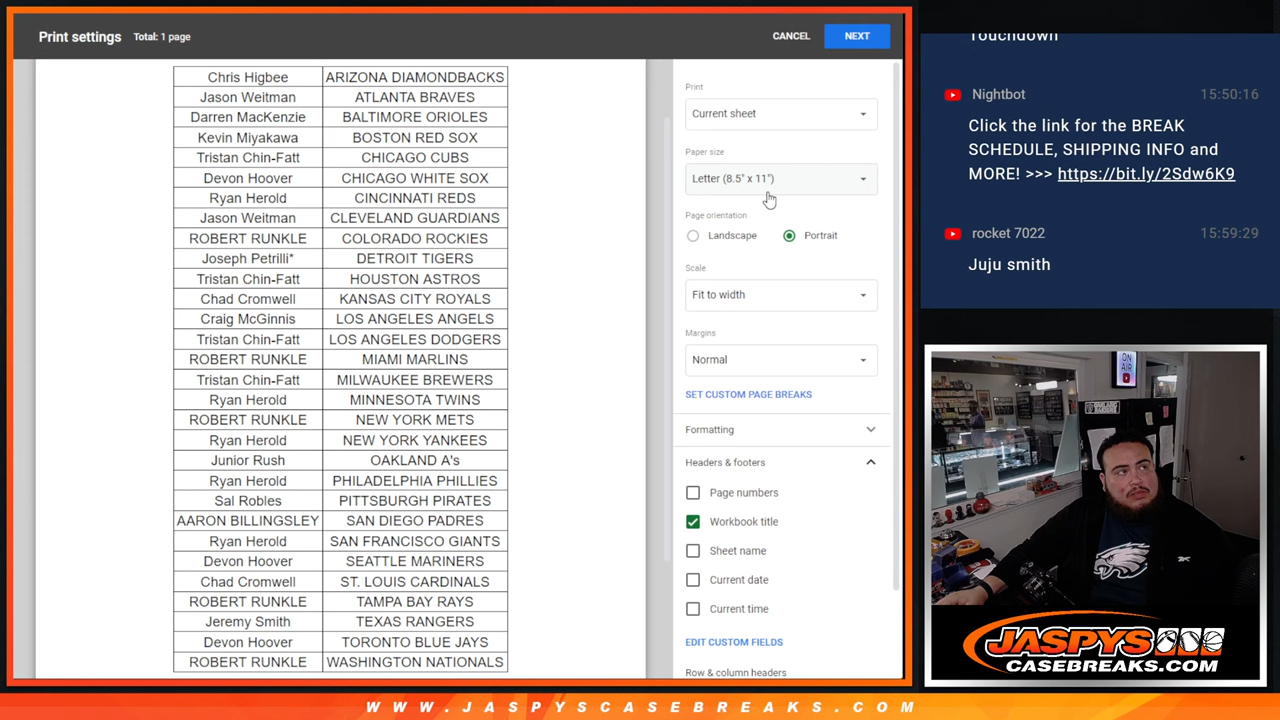 Print settings Total: 1 page CANCEL NEXT
Chris Higbee ARIZONA DIAMONDBACKS
Jason Weitman ATLANTA BRAVES
Darren MacKenzie BALTIMORE ORIOLES
Kevin Miyakawa BOSTON RED SOX
Tristan Chin-Fatt CHICAGO CUBS
Devon Hoover CHICAGO WHITE SOX
Ryan Herold CINCINNATI REDS
Jason Weitman CLEVELAND GUARDIANS
ROBERT RUNKLE COLORADO ROCKIES
Joseph Petrilli* DETROIT TIGERS
Tristan Chin-Fatt HOUSTON ASTROS
Chad Cromwell KANSAS CITY ROYALS
Craig McGinnis LOS ANGELES ANGELS
Tristan Chin-Fatt LOS ANGELES DODGERS
ROBERT RUNKLE MIAMI MARLINS
Tristan Chin-Fatt MILWAUKEE BREWERS
Ryan Herold MINNESOTA TWINS
ROBERT RUNKLE NEW YORK METS
Ryan Herold NEW YORK YANKEES
Junior Rush OAKLAND A's
Ryan Herold PHILADELPHIA PHILLIES
Sal Robles PITTSBURGH PIRATES
AARON BILLINGSLEY SAN DIEGO PADRES
Ryan Herold SAN FRANCISCO GIANTS
Devon Hoover SEATTLE MARINERS
Chad Cromwell ST. LOUIS CARDINALS
ROBERT RUNKLE TAMPA BAY RAYS
Jeremy Smith TEXAS RANGERS
Devon Hoover TORONTO BLUE JAYS
ROBERT RUNKLE WASHINGTON NATIONALS
Print
Current sheet
Paper size
Letter (8.5" x 11")
Page orientation
Landscape Portrait
Scale
Fit to width
Margins
Normal
SET CUSTOM PAGE BREAKS
Formatting
Headers & footers
Page numbers
Workbook title
Sheet name
Current date
Current time
EDIT CUSTOM FIELDS
Row & column headers
Touchdown
Nightbot 15:50:16
Click the link for the BREAK
SCHEDULE, SHIPPING INFO and
MORE! >>> https://bit.ly/2Sdw6K9
rocket 7022 15:59:29
Juju smith
ON
AIR
EAGLES
JASPYS
CASEBREAKS.COM
WWW.JASPYSCASEBREAKS.COM